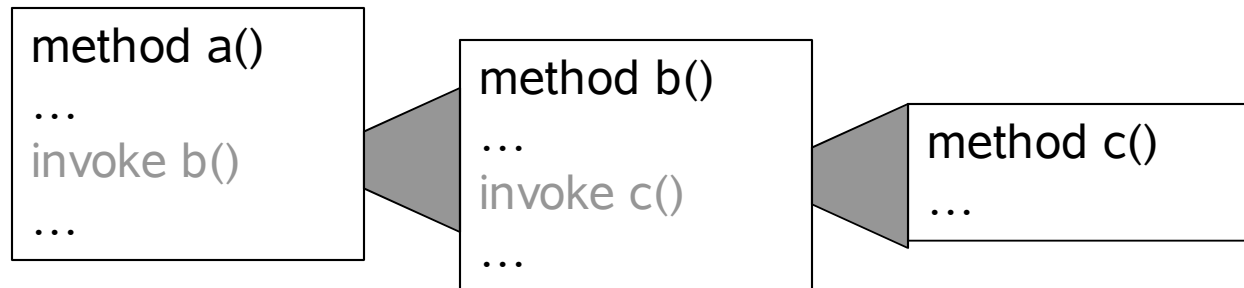 method a()
...
invoke b()
...
method b()
...
invoke c()
...
method c()
...